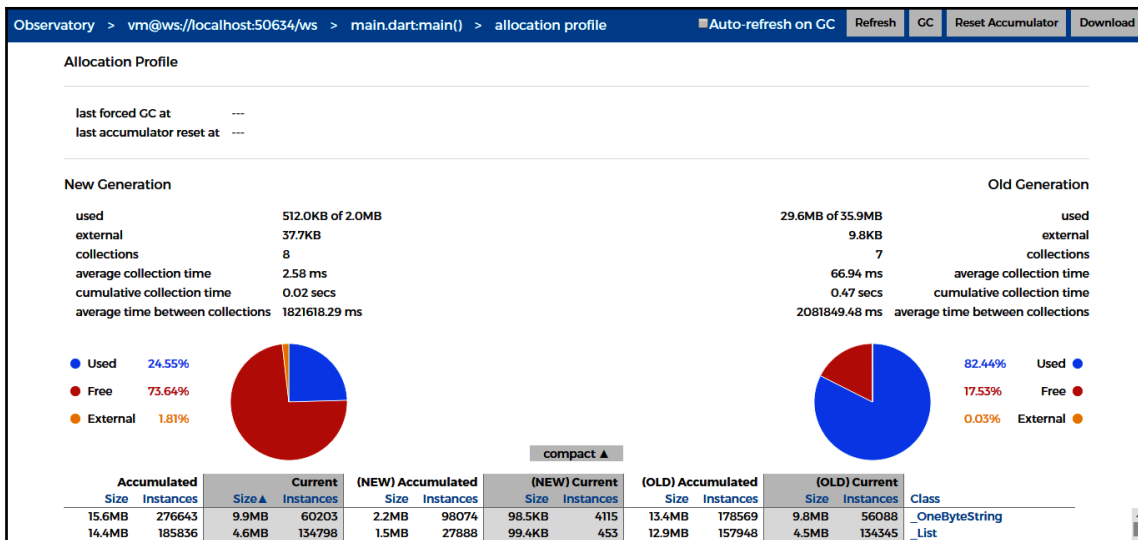 Observatory > vm@ws://localhost:50634/ws > main.dart:main() > allocation profile Auto-refresh on GC Refresh GC Reset Accumulator Download
Allocation Profile
last forced GC at ---
last accumulator reset at ---
New Generation Old Generation
used 512.0KB of 2.0MB 29.6MB of 35.9MB used
external 37.7KB 9.8KB external
collections 8 7 collections
average collection time 2.58 ms 66.94 ms average collection time
cumulative collection time 0.02 secs 0.47 secs cumulative collection time
average time between collections 1821618.29 ms 2081849.48 ms average time between collections
Used 24.55% 82.44% Used
Free 73.64% 17.53% Free
External 1.81% 0.03% External
compact ▲
Accumulated Current (NEW) Accumulated (NEW) Current (OLD) Accumulated (OLD) Current
Size Instances Size▲ Instances Size Instances Size Instances Size Instances Size Instances Class
15.6MB 276643 9.9MB 60203 2.2MB 98074 98.5KB 4115 13.4MB 178569 9.8MB 56088 _OneByteString
14.4MB 185836 4.6MB 134798 1.5MB 27888 99.4KB 453 12.9MB 157948 4.5MB 134345 _List